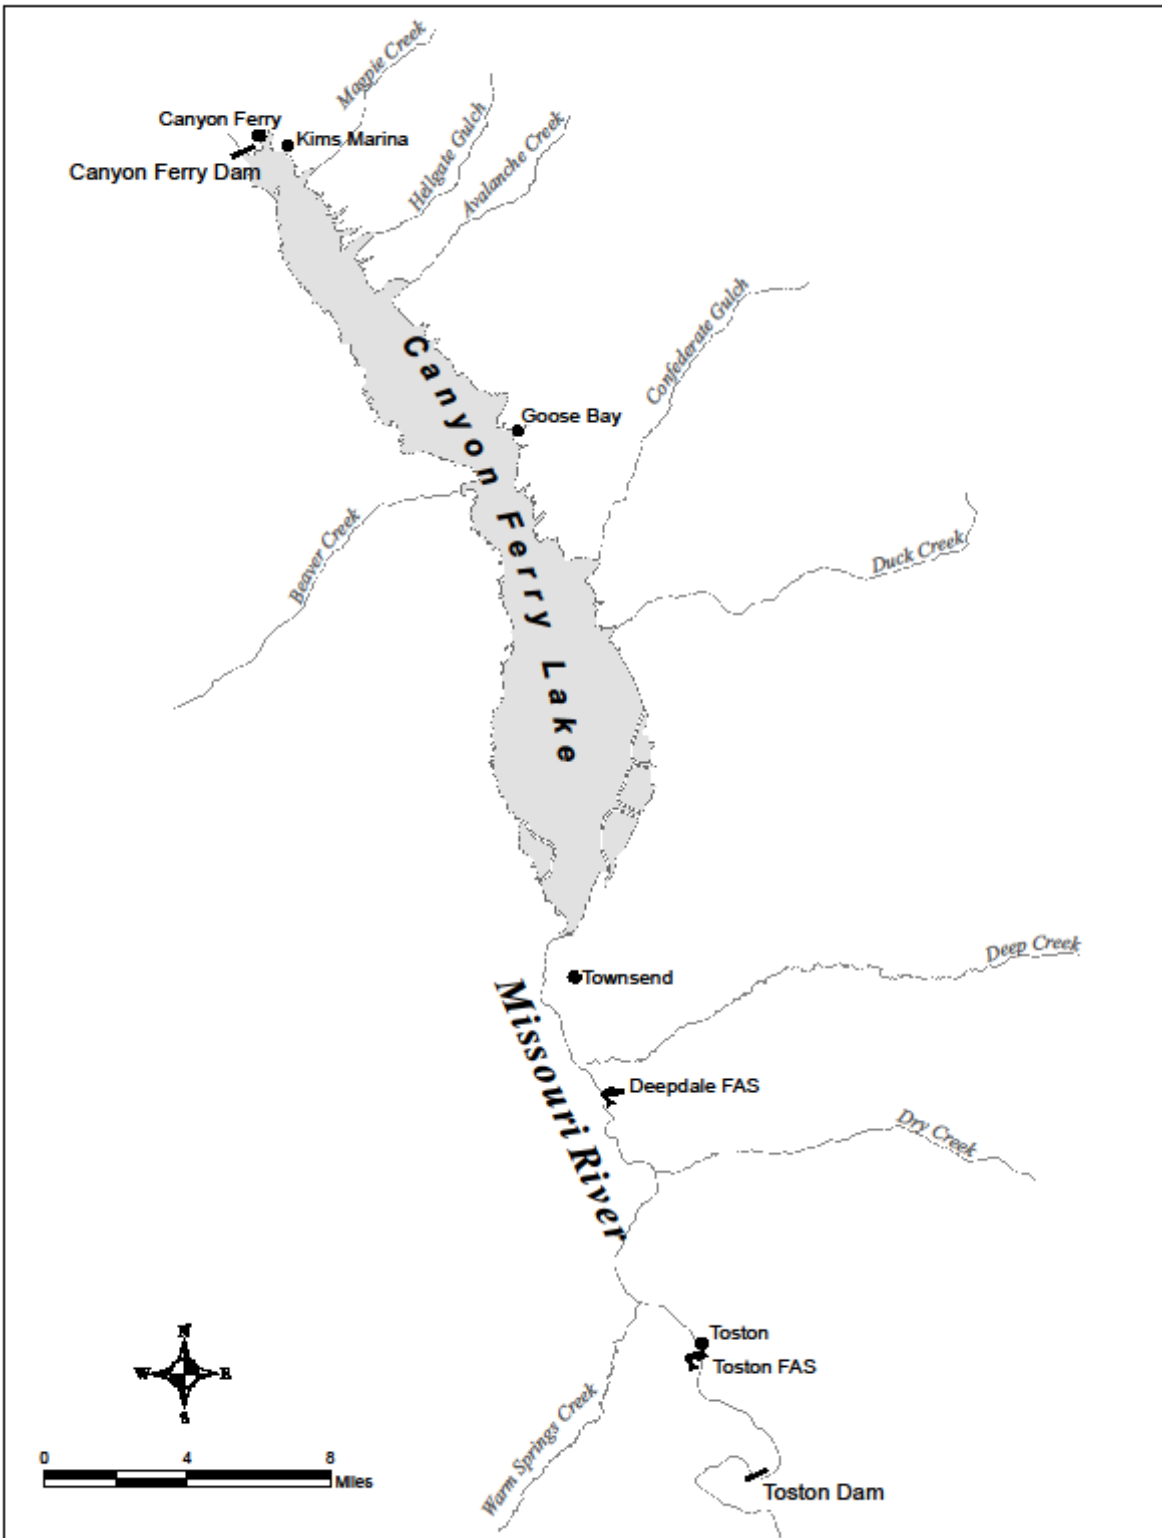 Magpie Creek
Canyon Ferry
Kims Marina
Canyon Ferry Dam
Hellgate Gulch
Avalanche Creek
Confederate Gulch
Canyon Ferry Lake
Goose Bay
Beaver Creek
Duck Creek
Deep Creek
Townsend
Missouri River
Deepdale FAS
Dry Creek
Toston
Toston FAS
Warm Springs Creek
Toston Dam
N
W E
S
0 4 8
Miles